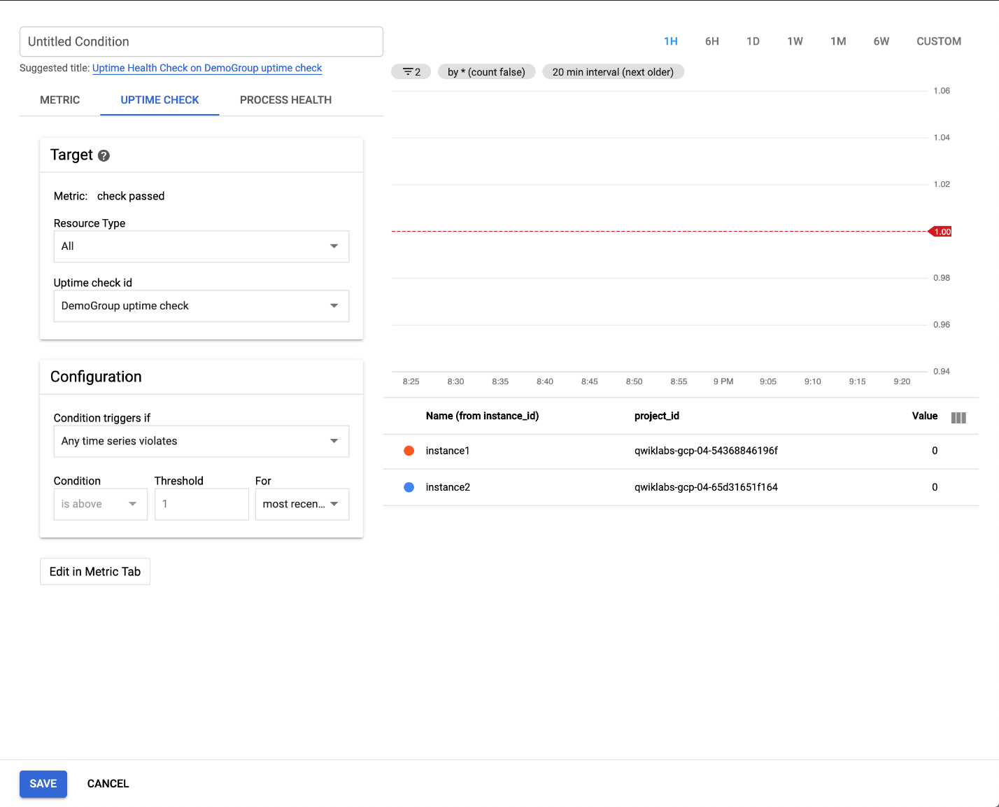 Untitled Condition
Suggested title: Uptime Health Check on DemoGroup uptime check
METRIC UPTIME CHECK PROCESS HEALTH
Target
Metric: check passed
Resource Type
All
Uptime check id
DemoGroup uptime check
Configuration
Condition triggers if
Any time series violates
Condition Threshold For
is above 1 most recen...
Edit in Metric Tab
1H 6H 1D 1W 1M 6W CUSTOM
2 by * (count false) 20 min interval (next older)
1.06
1.04
1.02
1.00
0.98
0.96
0.94
8:25 8:30 8:35 8:40 8:45 8:50 8:55 9 PM 9:05 9:10 9:15 9:20
Name (from instance_id) project_id Value
instance1 qwiklabs-gcp-04-54368846196f 0
instance2 qwiklabs-gcp-04-65d31651f164 0
SAVE CANCEL